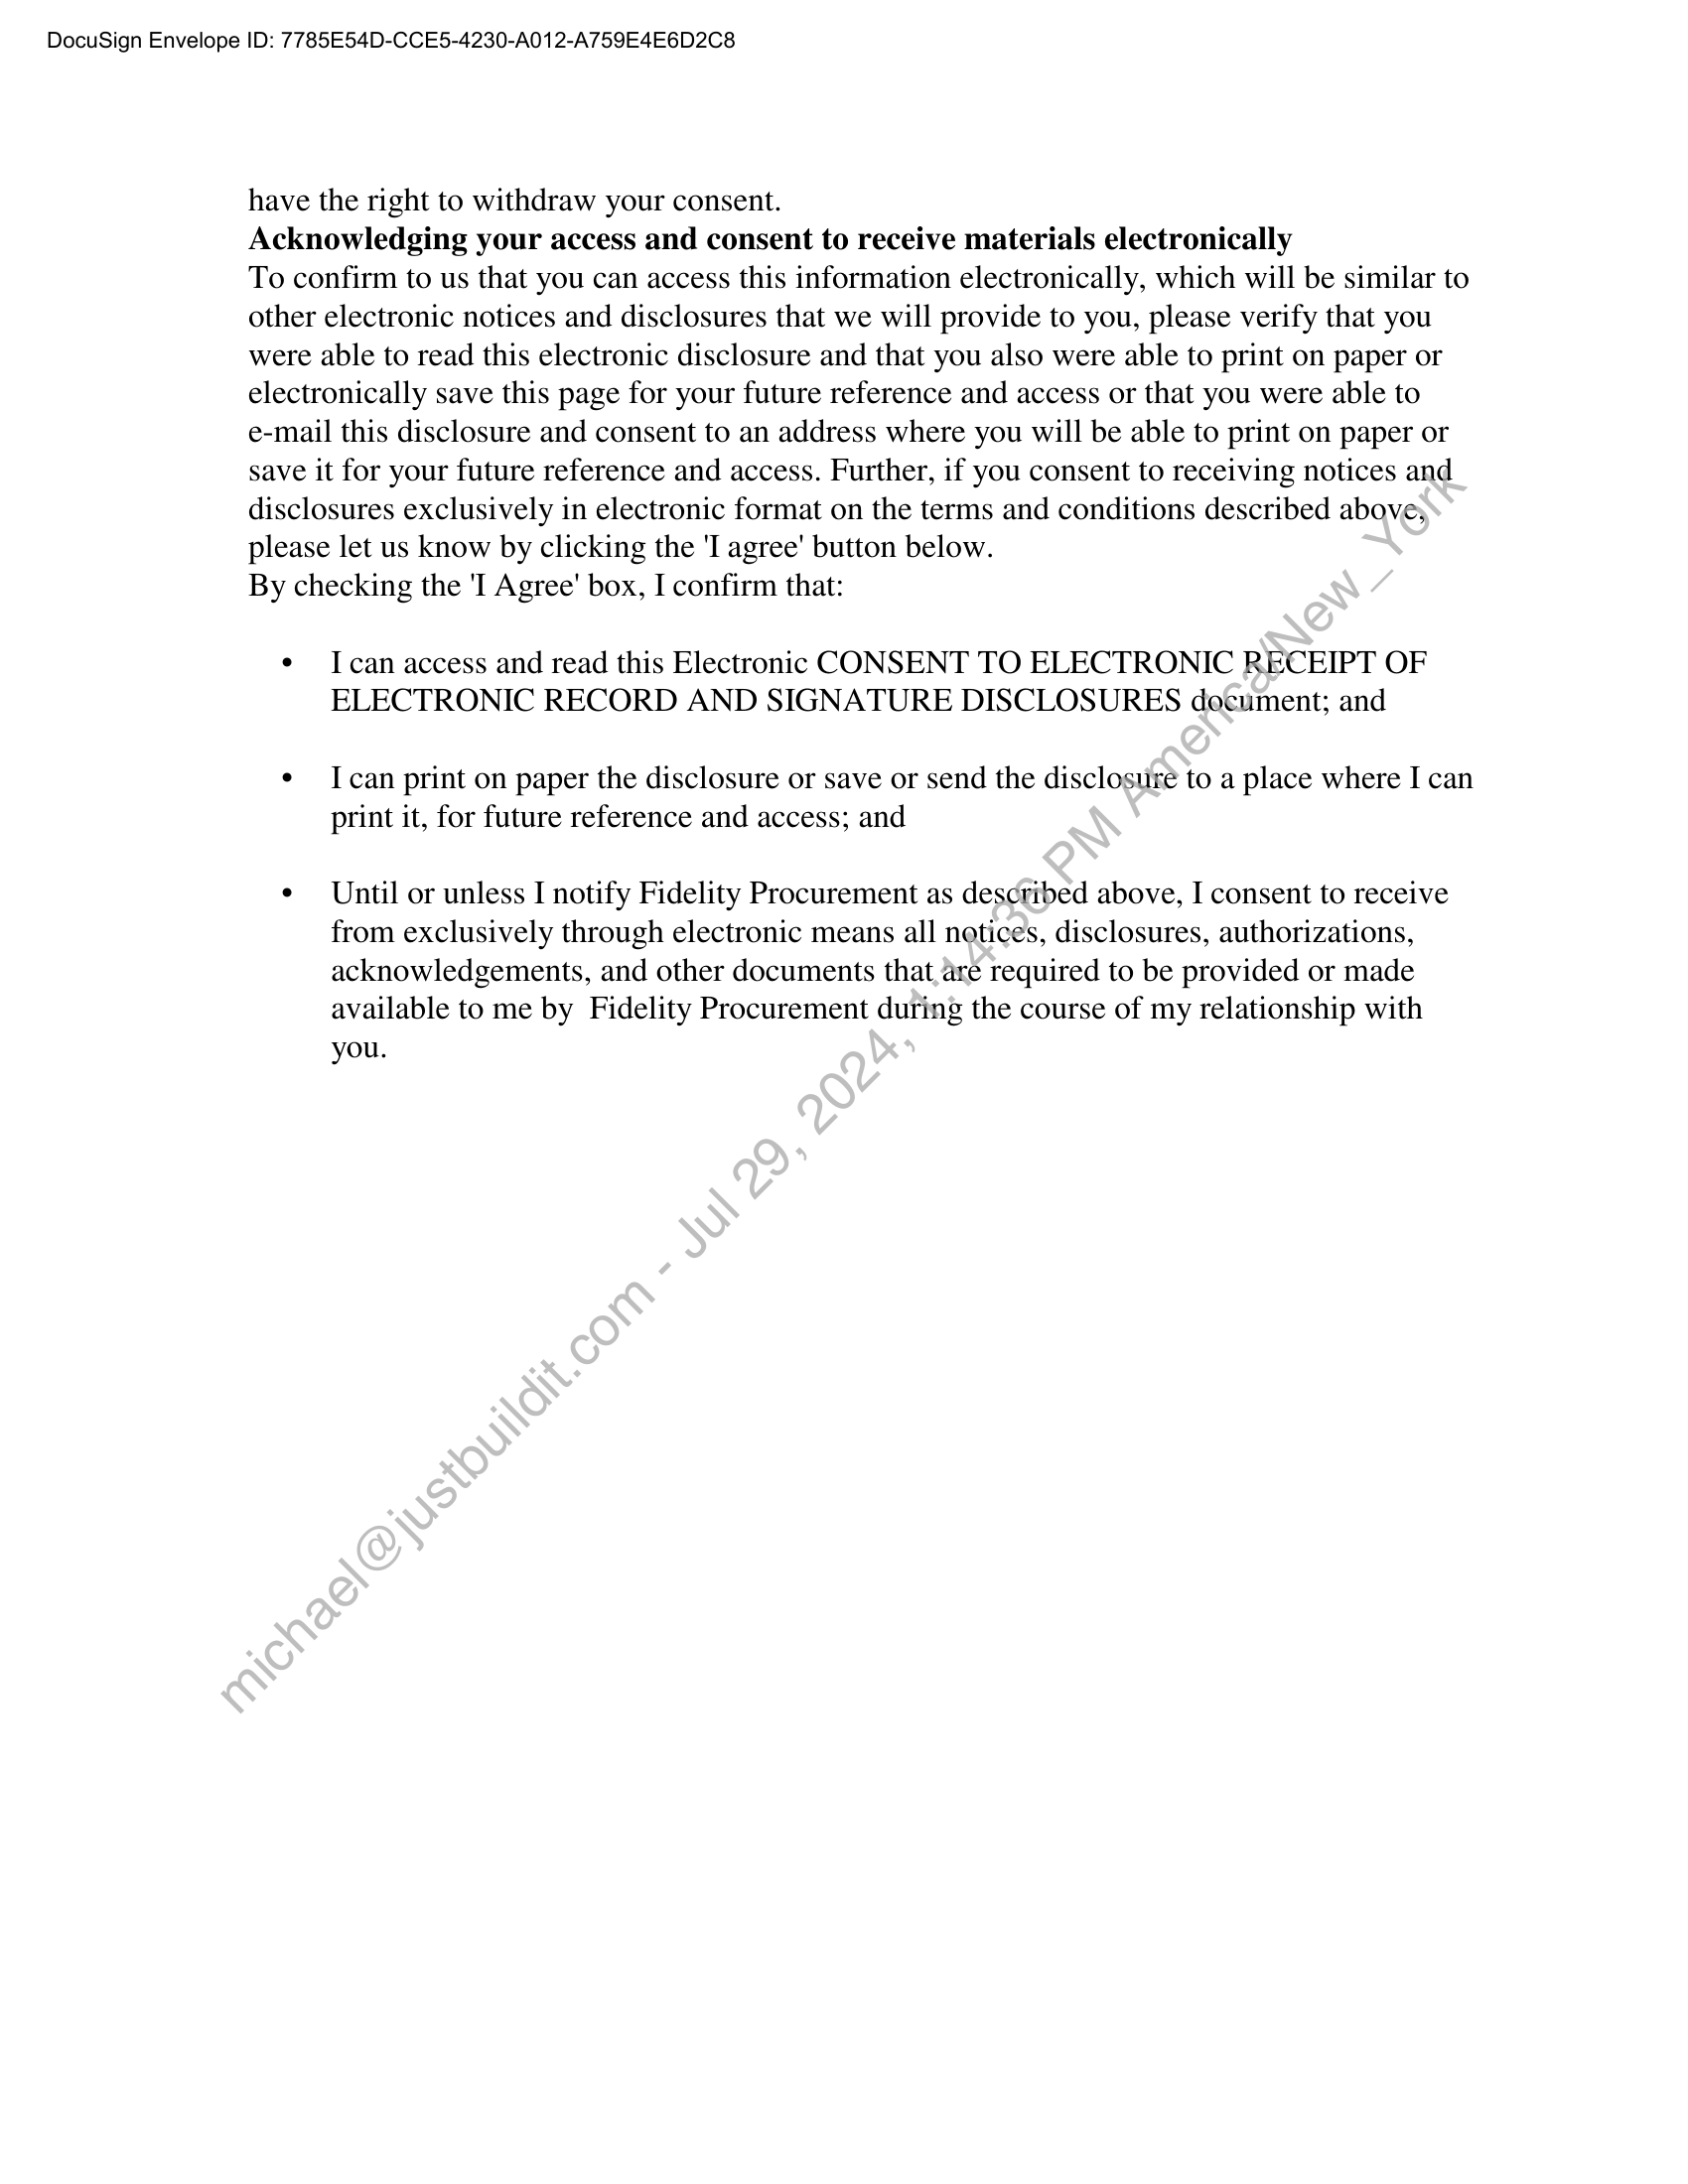 DocuSign Envelope ID: 7785E54D-CCE5-4230-A012-A759E4E6D2C8
have the right to withdraw your consent.
Acknowledging your access and consent to receive materials electronically
To confirm to us that you can access this information electronically, which will be similar to
other electronic notices and disclosures that we will provide to you, please verify that you
were able to read this electronic disclosure and that you also were able to print on paper or
electronically save this page for your future reference and access or that you were able to
e-mail this disclosure and consent to an address where you will be able to print on paper or
save it for your future reference and access. Further, if you consent to receiving notices and
disclosures exclusively in electronic format on the terms and conditions described above,
please let us know by clicking the 'I agree' button below.
By checking the 'I Agree' box, I confirm that:
• I can access and read this Electronic CONSENT TO ELECTRONIC RECEIPT OF
ELECTRONIC RECORD AND SIGNATURE DISCLOSURES document; and
• I can print on paper the disclosure or save or send the disclosure to a place where I can
print it, for future reference and access; and
• Until or unless I notify Fidelity Procurement as described above, I consent to receive
from exclusively through electronic means all notices, disclosures, authorizations,
acknowledgements, and other documents that are required to be provided or made
available to me by  Fidelity Procurement during the course of my relationship with
you.
michael@justbuildit.com - Jul 29, 2024, 1:14:36 PM America/New_York